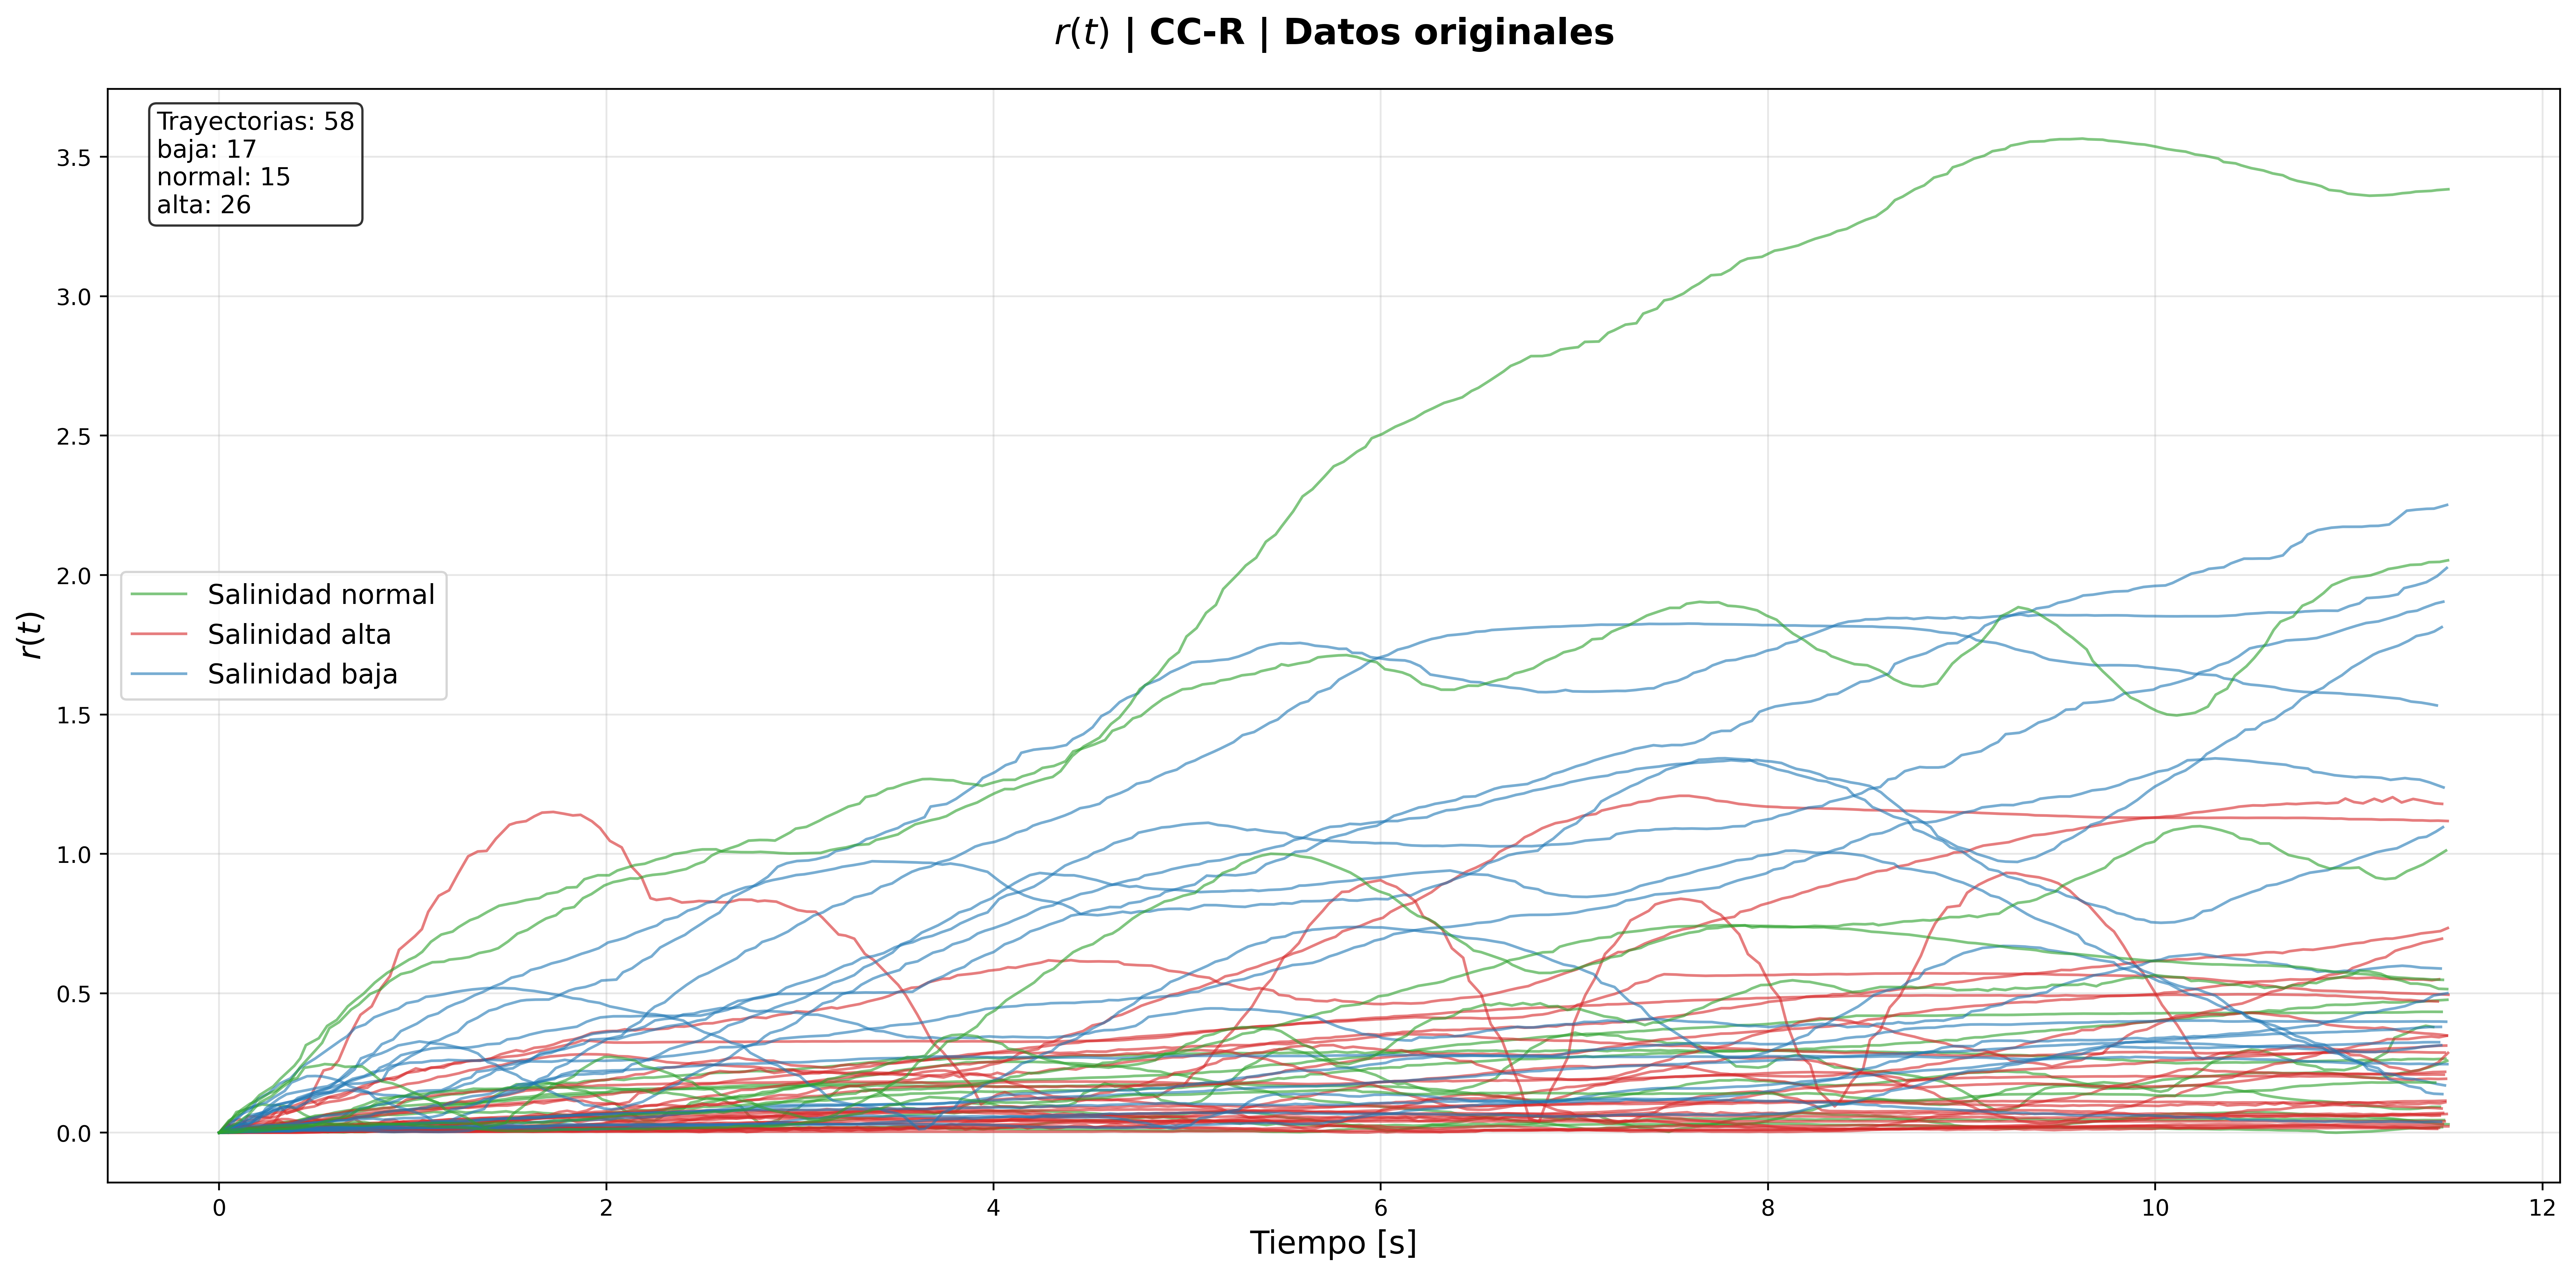 r(t) | CC-R | Datos originales
Trayectorias: 58
baja: 17
normal: 15
alta: 26
3.5
3.0
2.5
2.0
1.5
1.0
0.5
0.0
r(t)
Salinidad normal
Salinidad alta
Salinidad baja
0 2 4 6 8 10 12
Tiempo [s]